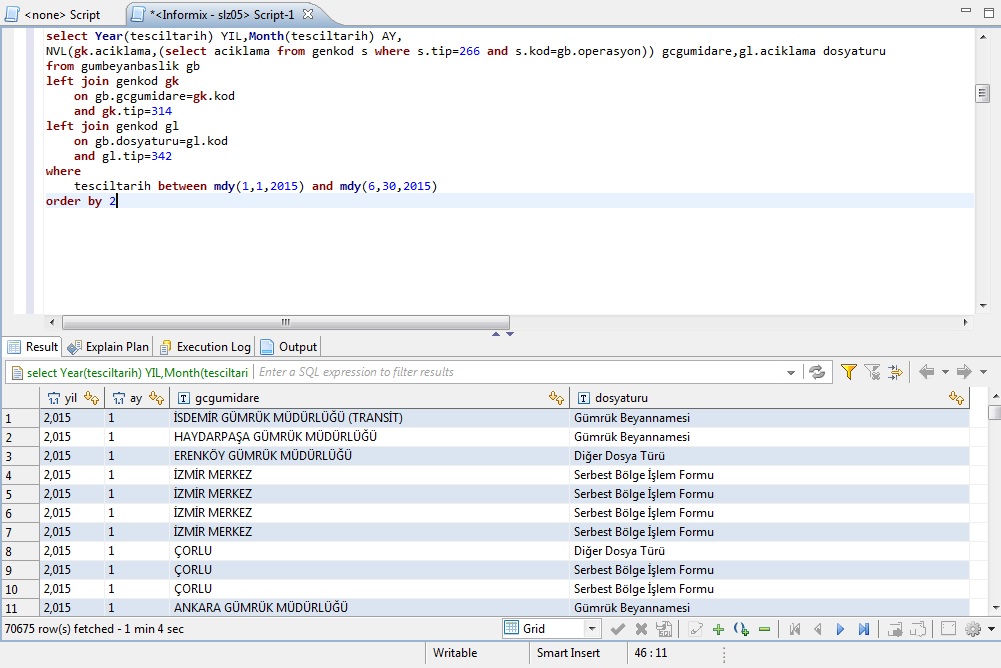 <none> Script
*<Informix - slz05> Script-1
select Year(tesciltarih) YIL,Month(tesciltarih) AY,
NVL(gk.aciklama,(select aciklama from genkod s where s.tip=266 and s.kod=gb.operasyon)) gcgumidare,gl.aciklama dosyaturu
from gumbeyanbaslik gb
left join genkod gk
on gb.gcgumidare=gk.kod
and gk.tip=314
left join genkod gl
on gb.dosyaturu=gl.kod
and gl.tip=342
where
tesciltarih between mdy(1,1,2015) and mdy(6,30,2015)
order by 2
Result Explain Plan Execution Log Output
select Year(tesciltarih) YIL,Month(tesciltari Enter a SQL expression to filter results
yil ay gcgumidare dosyaturu
1 2,015 1 İSDEMİR GÜMRÜK MÜDÜRLÜĞÜ (TRANSİT) Gümrük Beyannamesi
2 2,015 1 HAYDARPAŞA GÜMRÜK MÜDÜRLÜĞÜ Gümrük Beyannamesi
3 2,015 1 ERENKÖY GÜMRÜK MÜDÜRLÜĞÜ Diğer Dosya Türü
4 2,015 1 İZMİR MERKEZ Serbest Bölge İşlem Formu
5 2,015 1 İZMİR MERKEZ Serbest Bölge İşlem Formu
6 2,015 1 İZMİR MERKEZ Serbest Bölge İşlem Formu
7 2,015 1 İZMİR MERKEZ Serbest Bölge İşlem Formu
8 2,015 1 ÇORLU Diğer Dosya Türü
9 2,015 1 ÇORLU Serbest Bölge İşlem Formu
10 2,015 1 ÇORLU Serbest Bölge İşlem Formu
11 2,015 1 ANKARA GÜMRÜK MÜDÜRLÜĞÜ Gümrük Beyannamesi
70675 row(s) fetched - 1 min 4 sec Grid
Writable Smart Insert 46 : 11